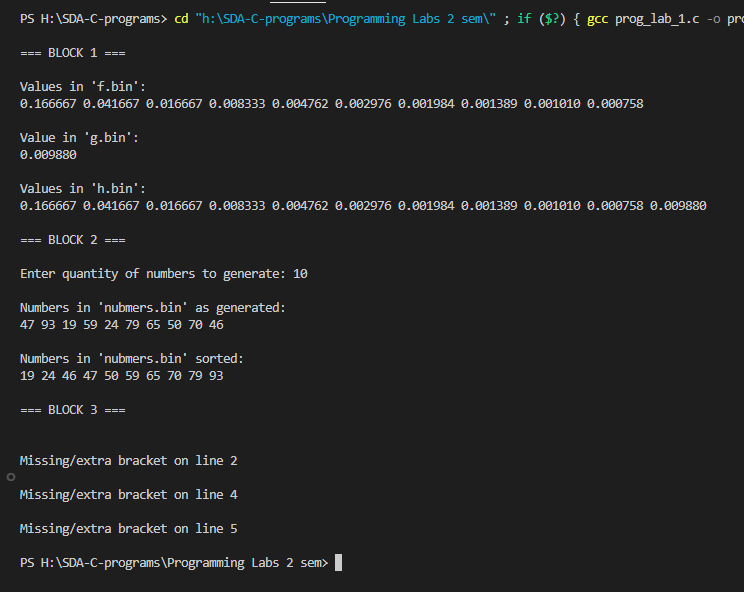 PS H:\SDA-C-programs> cd "h:\SDA-C-programs\Programming Labs 2 sem\" ; if ($?) { gcc prog_lab_1.c -o pro
=== BLOCK 1 ===
Values in 'f.bin':
0.166667 0.041667 0.016667 0.008333 0.004762 0.002976 0.001984 0.001389 0.001010 0.000758
Value in 'g.bin':
0.009880
Values in 'h.bin':
0.166667 0.041667 0.016667 0.008333 0.004762 0.002976 0.001984 0.001389 0.001010 0.000758 0.009880
=== BLOCK 2 ===
Enter quantity of numbers to generate: 10
Numbers in 'nubmers.bin' as generated:
47 93 19 59 24 79 65 50 70 46
Numbers in 'nubmers.bin' sorted:
19 24 46 47 50 59 65 70 79 93
=== BLOCK 3 ===
Missing/extra bracket on line 2
Missing/extra bracket on line 4
Missing/extra bracket on line 5
PS H:\SDA-C-programs\Programming Labs 2 sem>